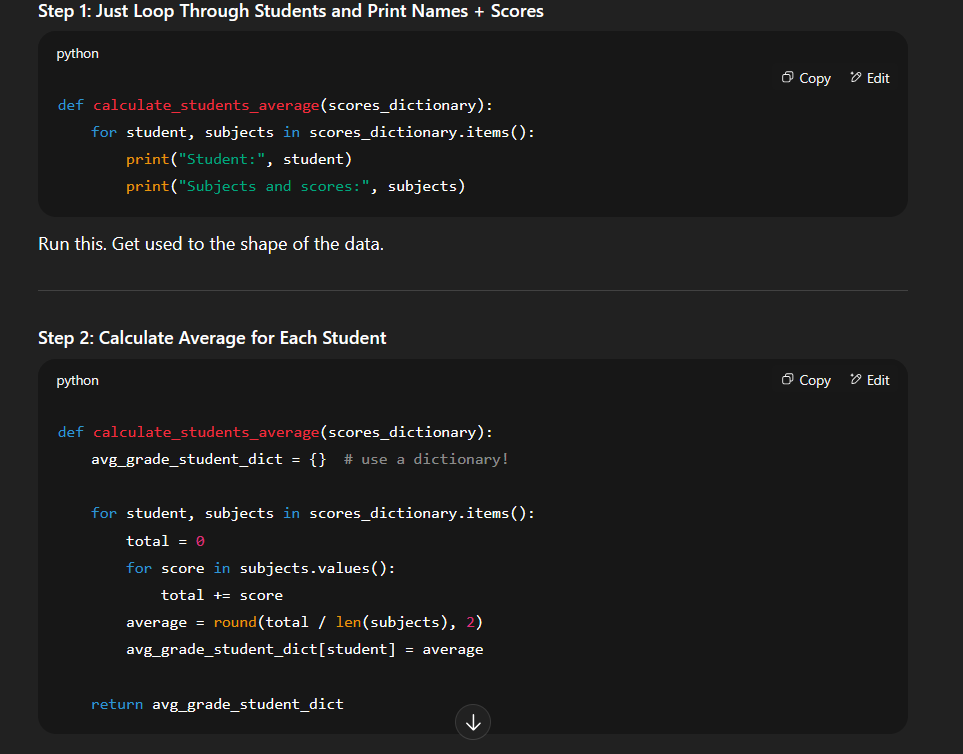 Step 1: Just Loop Through Students and Print Names + Scores
python
Copy Edit
def calculate_students_average(scores_dictionary):
    for student, subjects in scores_dictionary.items():
        print("Student:", student)
        print("Subjects and scores:", subjects)
Run this. Get used to the shape of the data.
Step 2: Calculate Average for Each Student
python Copy Edit
def calculate_students_average(scores_dictionary):
    avg_grade_student_dict = {}  # use a dictionary!
    for student, subjects in scores_dictionary.items():
        total = 0
        for score in subjects.values():
            total += score
        average = round(total / len(subjects), 2)
        avg_grade_student_dict[student] = average
    return avg_grade_student_dict